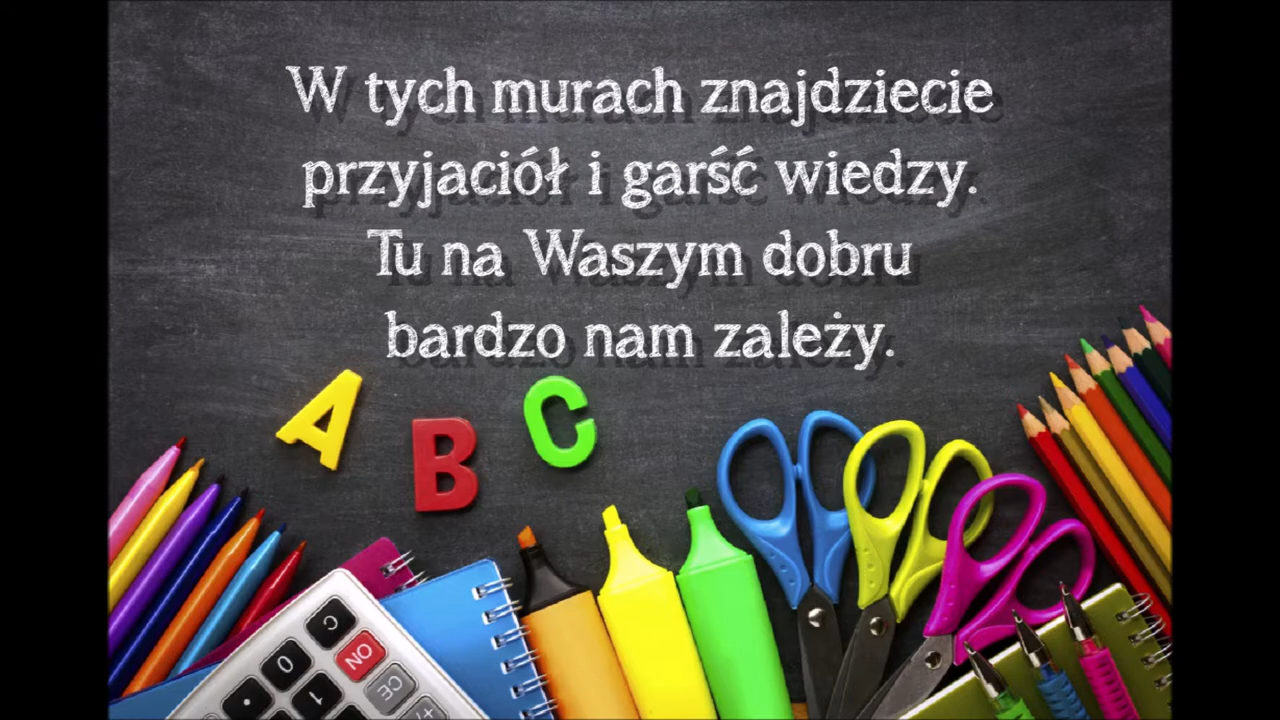 W tych murach znajdziecie
przyjaciół i garść wiedzy.
Tu na Waszym dobru
bardzo nam zależy.
A B C
C
0 ON
. 1 CE
+/-